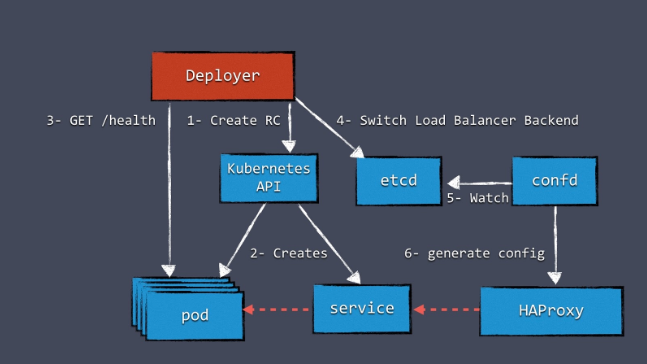 Deployer
3- GET /health
1- Create RC
4- Switch Load Balancer Backend
Kubernetes
API
etcd
confd
5- Watch
2- Creates
6- generate config
pod
service
HAProxy